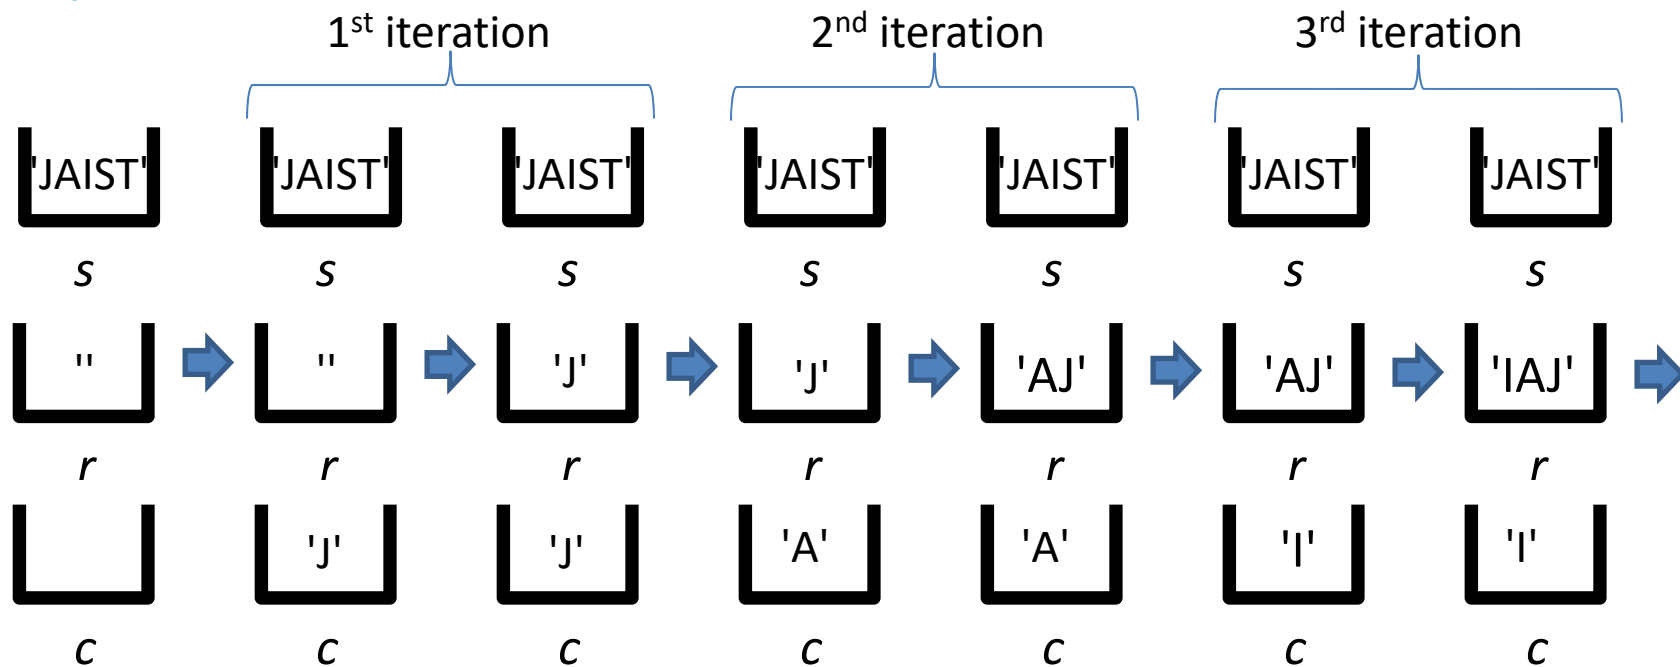 1st iteration 2nd iteration 3rd iteration
'JAIST' 'JAIST' 'JAIST' 'JAIST' 'JAIST' 'JAIST' 'JAIST'
s s s s s s s
'' '' 'J' 'J' 'AJ' 'AJ' 'IAJ'
r r r r r r r
'J' 'J' 'A' 'A' 'I' 'I'
c c c c c c c